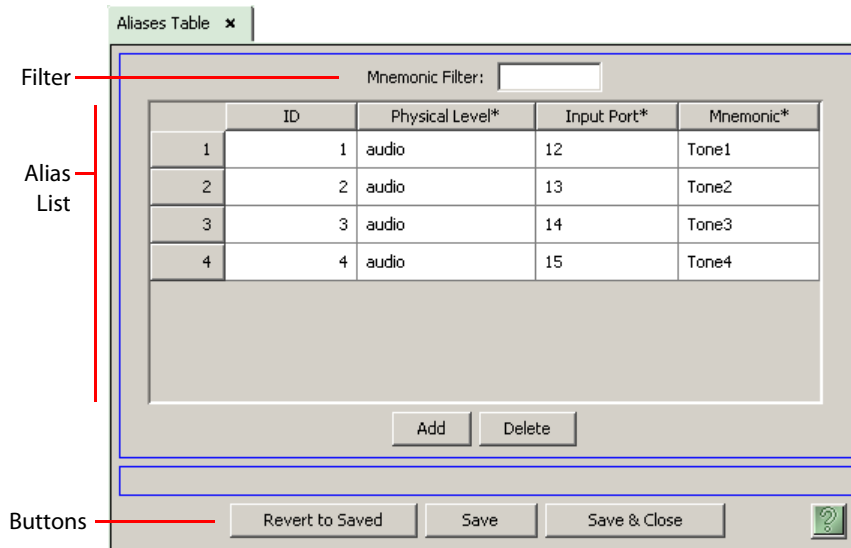 Aliases Table ×
Filter
Mnemonic Filter:
ID Physical Level* Input Port* Mnemonic*
1 1 audio 12 Tone1
2 2 audio 13 Tone2
3 3 audio 14 Tone3
4 4 audio 15 Tone4
Alias
List
Add Delete
Buttons
Revert to Saved Save Save & Close ?